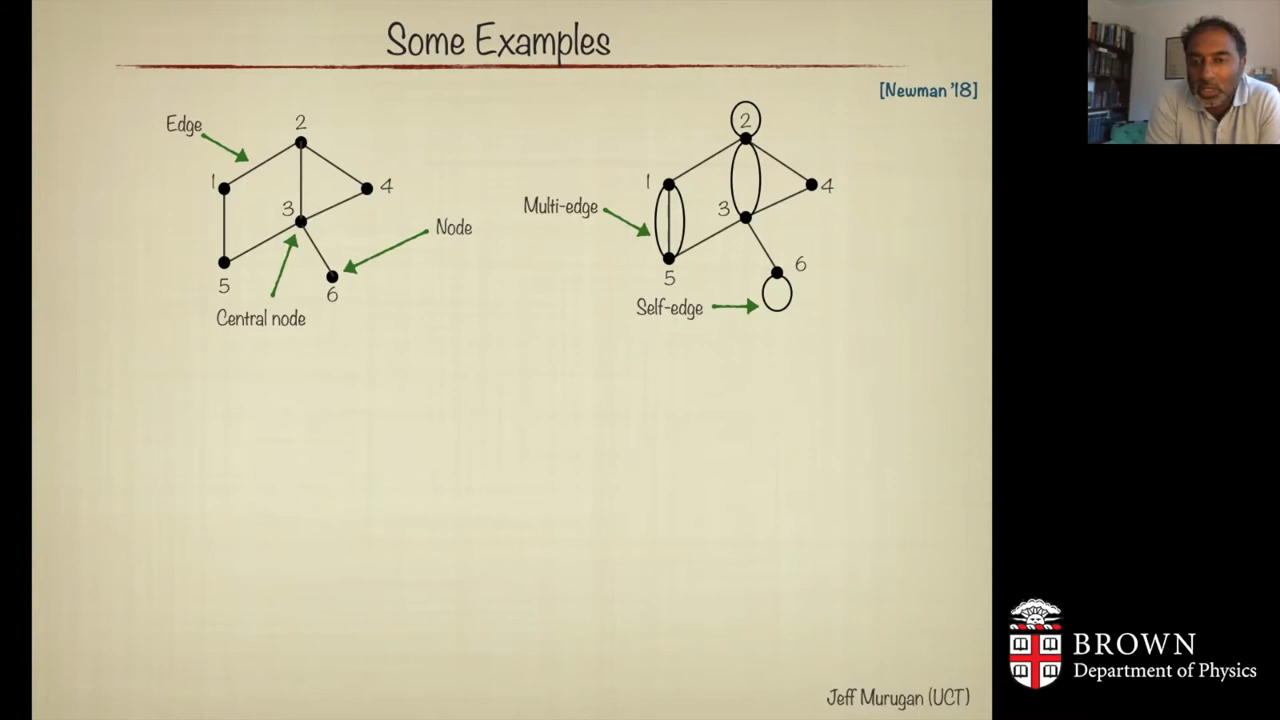 Some Examples
[Newman '18]
Edge
2
1
4
3
Node
5
6
Central node
2
1
4
Multi-edge
3
5
6
Self-edge
BROWN
Department of Physics
Jeff Murugan (UCT)